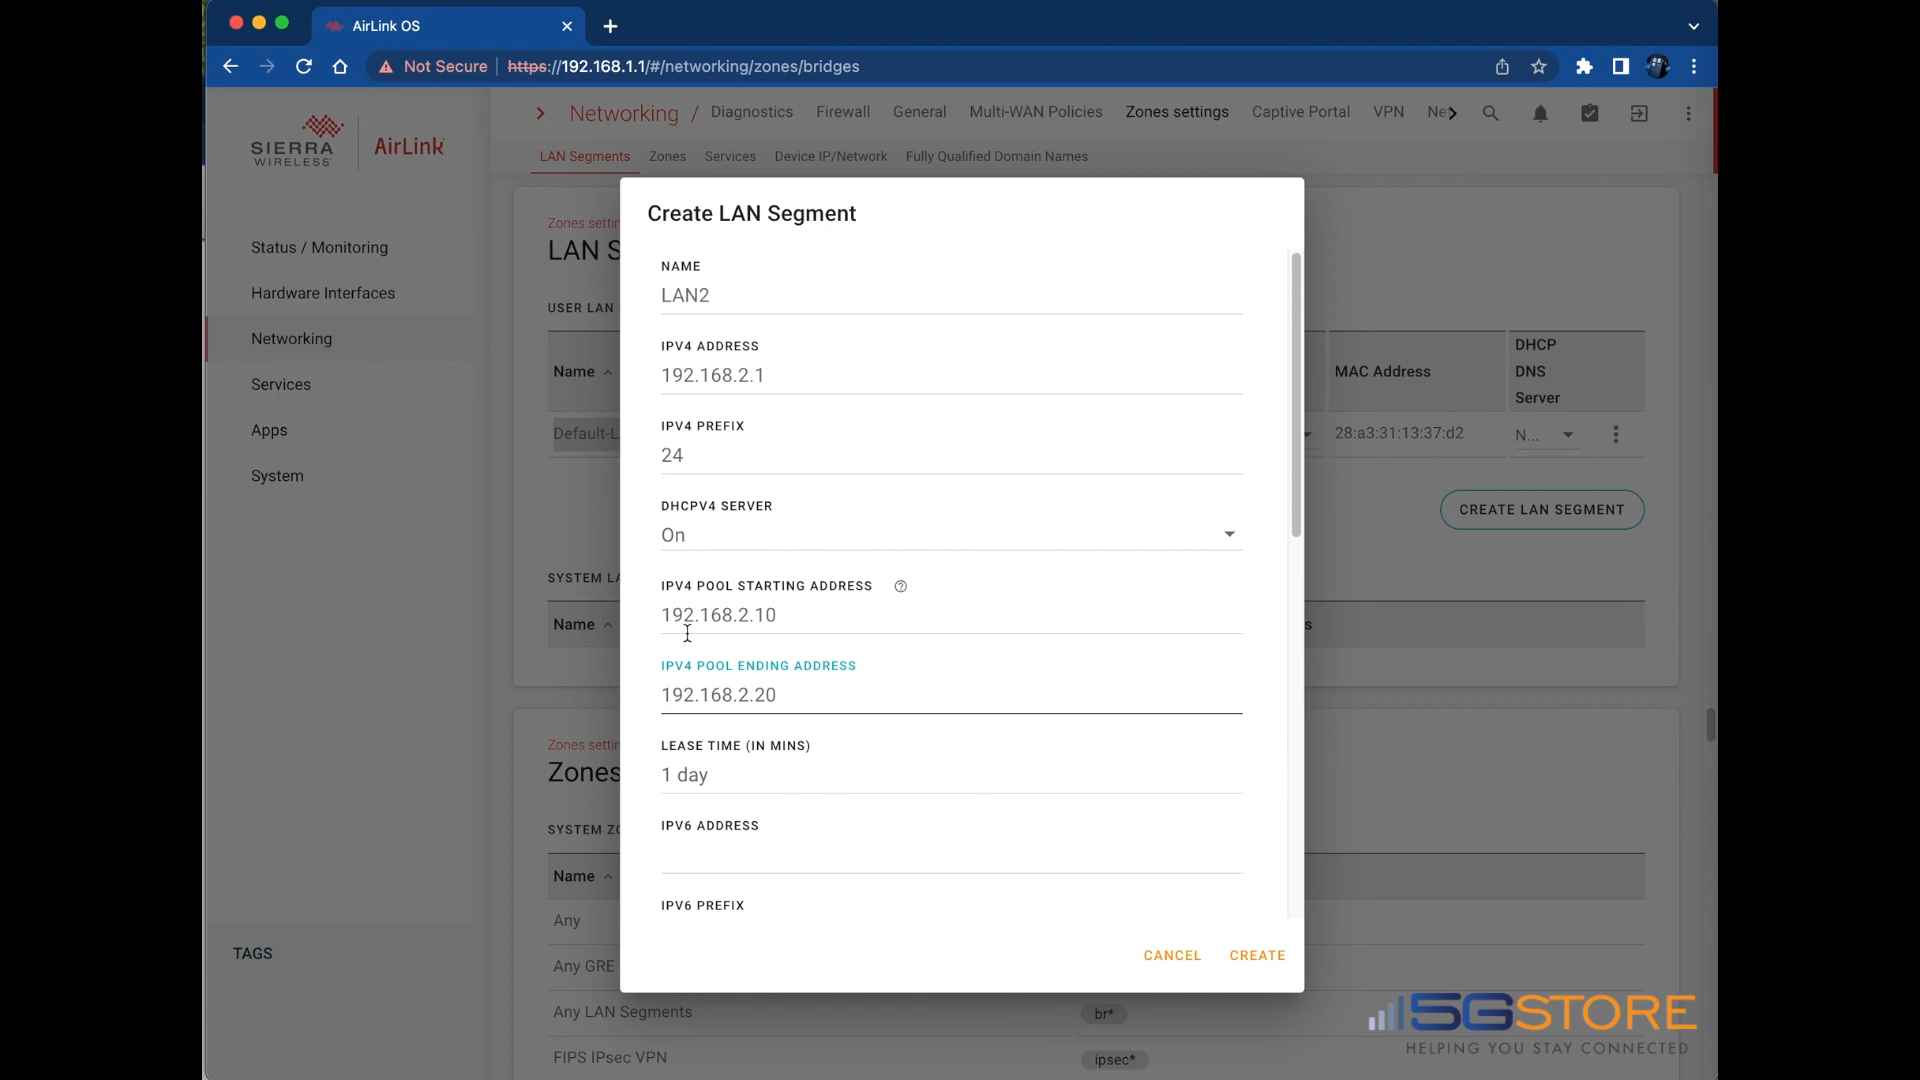 AirLink OS
Not Secure https://192.168.1.1/#/networking/zones/bridges
SIERRA WIRELESS AirLink
Networking / Diagnostics Firewall General Multi-WAN Policies Zones settings Captive Portal VPN Ne
LAN Segments Zones Services Device IP/Network Fully Qualified Domain Names
Status / Monitoring
Hardware Interfaces
Networking
Services
Apps
System
TAGS
Zones settin
LAN S
USER LAN
Name
MAC Address
DHCP
DNS
Server
Default-L
28:a3:31:13:37:d2
N...
CREATE LAN SEGMENT
SYSTEM LA
Name
s
Zones settin
Zones
SYSTEM ZO
Name
Any
Any GRE
Any LAN Segments br*
FIPS IPsec VPN ipsec*
Create LAN Segment
NAME
LAN2
IPV4 ADDRESS
192.168.2.1
IPV4 PREFIX
24
DHCPV4 SERVER
On
IPV4 POOL STARTING ADDRESS
192.168.2.10
IPV4 POOL ENDING ADDRESS
192.168.2.20
LEASE TIME (IN MINS)
1 day
IPV6 ADDRESS
IPV6 PREFIX
CANCEL CREATE
5GSTORE
HELPING YOU STAY CONNECTED